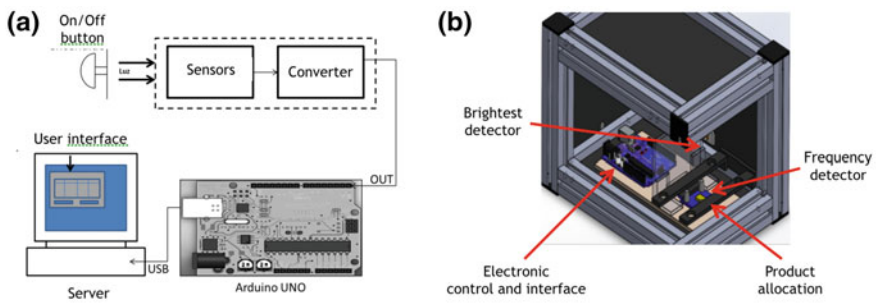 (a)
On/Off
button
Luz
Sensors
Converter
User interface
OUT
USB
Server
Arduino UNO
(b)
Brightest
detector
Frequency
detector
Electronic
control and interface
Product
allocation